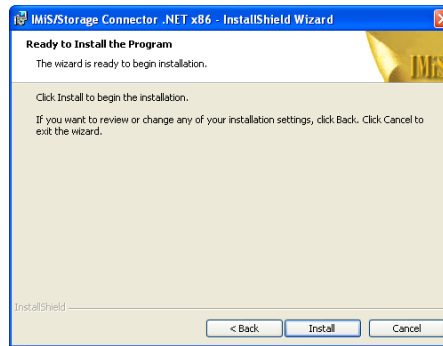 IMiS/Storage Connector .NET x86 - InstallShield Wizard
Ready to Install the Program
The wizard is ready to begin installation.
IMiS
Click Install to begin the installation.
If you want to review or change any of your installation settings, click Back. Click Cancel to
exit the wizard.
InstallShield
< Back
Install
Cancel